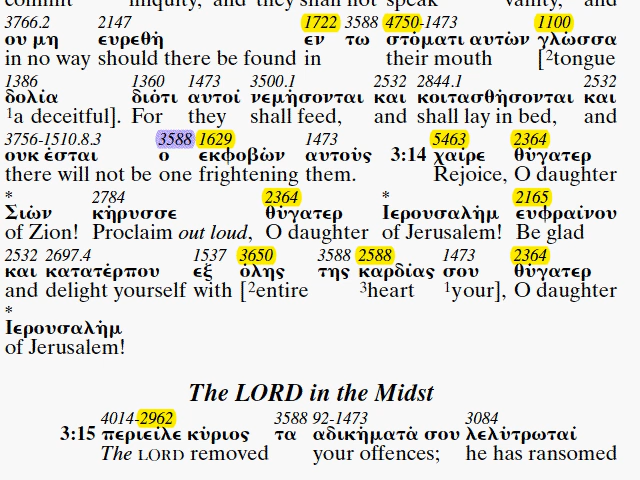 commit iniquity, and they shall not speak vanity, and
3766.2 2147 1722 3588 4750-1473 1100
ου μη ευρεθή εν τω στόματι αυτών γλώσσα
in no way should there be found in their mouth [²tongue
1386 1360 1473 3500.1 2532 2844.1 2532
δολία διότι αυτοί νεμήσονται και κοιτασθήσονται και
¹a deceitful]. For they shall feed, and shall lay in bed, and
3756-1510.8.3 3588 1629 1473 5463 2364
ουκ έσται ο εκφοβών αυτούς 3:14 χαίρε θύγατερ
there will not be one frightening them. Rejoice, O daughter
* 2784 2364 * 2165
Σιών κήρυσσε θύγατερ Ιερουσαλήμ ευφραίνου
of Zion! Proclaim out loud, O daughter of Jerusalem! Be glad
2532 2697.4 1537 3650 3588 2588 1473 2364
και κατατέρπου εξ όλης της καρδίας σου θύγατερ
and delight yourself with [²entire ³heart ¹your], O daughter
*
Ιερουσαλήμ
of Jerusalem!
The LORD in the Midst
4014-2962 3588 92-1473 3084
3:15 περιείλε κύριος τα αδικήματά σου λελύτρωταί
The LORD removed your offences; he has ransomed